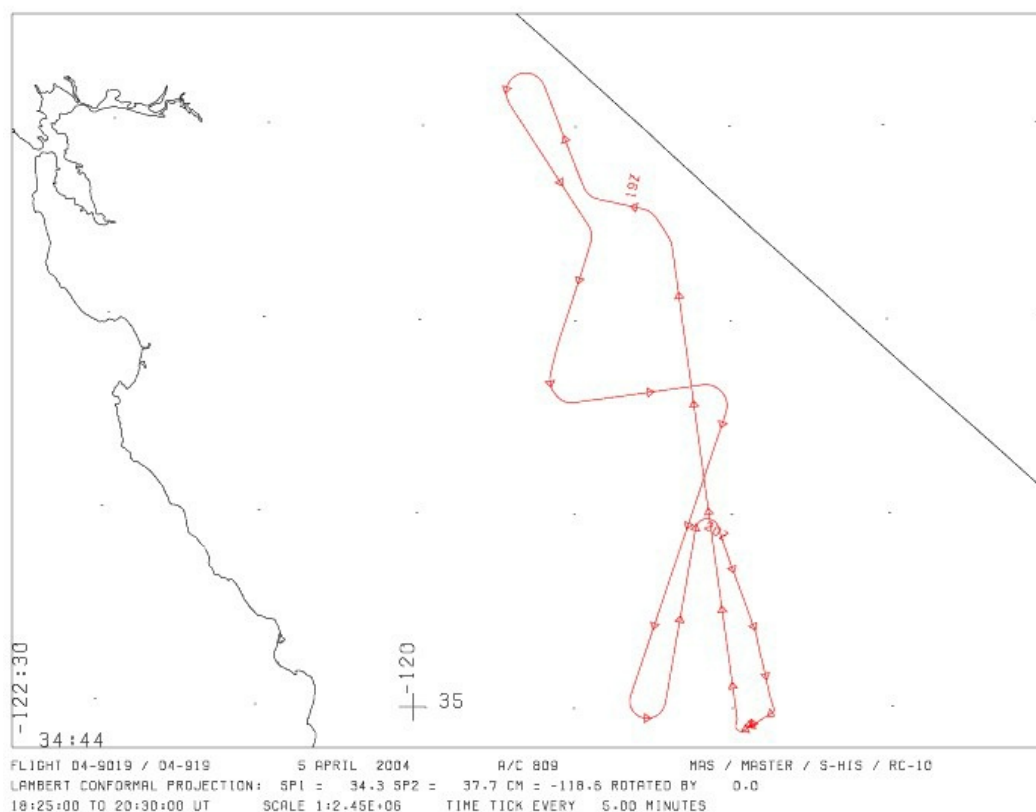 19Z
20Z
-122:30
-120
35
34:44
FLIGHT 04-9019 / 04-919 5 APRIL 2004 A/C 809 MAS / MASTER / S-HIS / RC-10
LAMBERT CONFORMAL PROJECTION: SP1 = 34.3 SP2 = 37.7 CM = -118.6 ROTATED BY 0.0
18:25:00 TO 20:30:00 UT SCALE 1:2.45E+06 TIME TICK EVERY 5.00 MINUTES